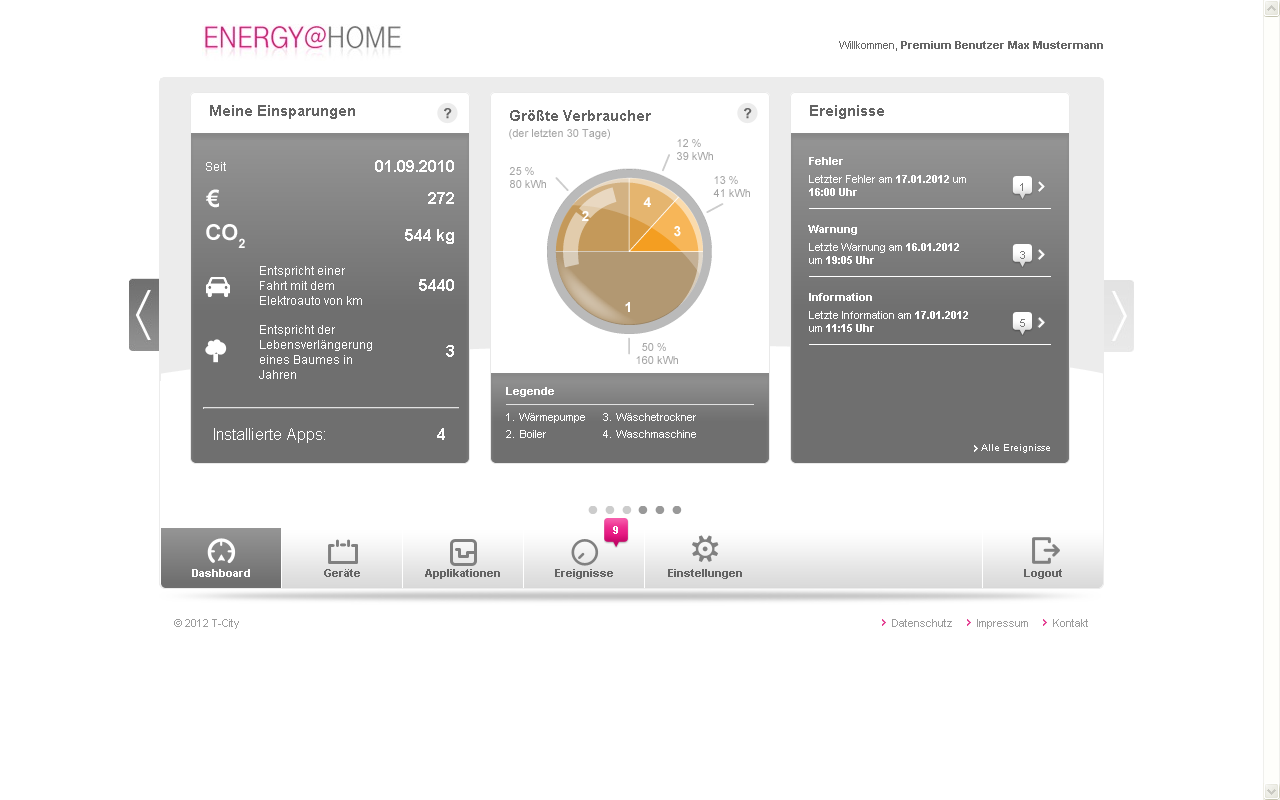 ENERGY@HOME
Willkommen, Premium Benutzer Max Mustermann
Meine Einsparungen
?
Seit 01.09.2010
€ 272
CO2 544 kg
Entspricht einer
Fahrt mit dem
Elektroauto von km
5440
Entspricht der
Lebensverlängerung
eines Baumes in
Jahren
3
Installierte Apps: 4
Größte Verbraucher
?
(der letzten 30 Tage)
12 %
39 kWh
25 %
80 kWh
13 %
41 kWh
4
2
3
1
50 %
160 kWh
Legende
1. Wärmepumpe 3. Wäschetrockner
2. Boiler 4. Waschmaschine
Ereignisse
Fehler
Letzter Fehler am 17.01.2012 um
16:00 Uhr
1
Warnung
Letzte Warnung am 16.01.2012
um 19:05 Uhr
3
Information
Letzte Information am 17.01.2012
um 11:15 Uhr
5
Alle Ereignisse
9
Dashboard Geräte Applikationen Ereignisse Einstellungen Logout
© 2012 T-City Datenschutz Impressum Kontakt